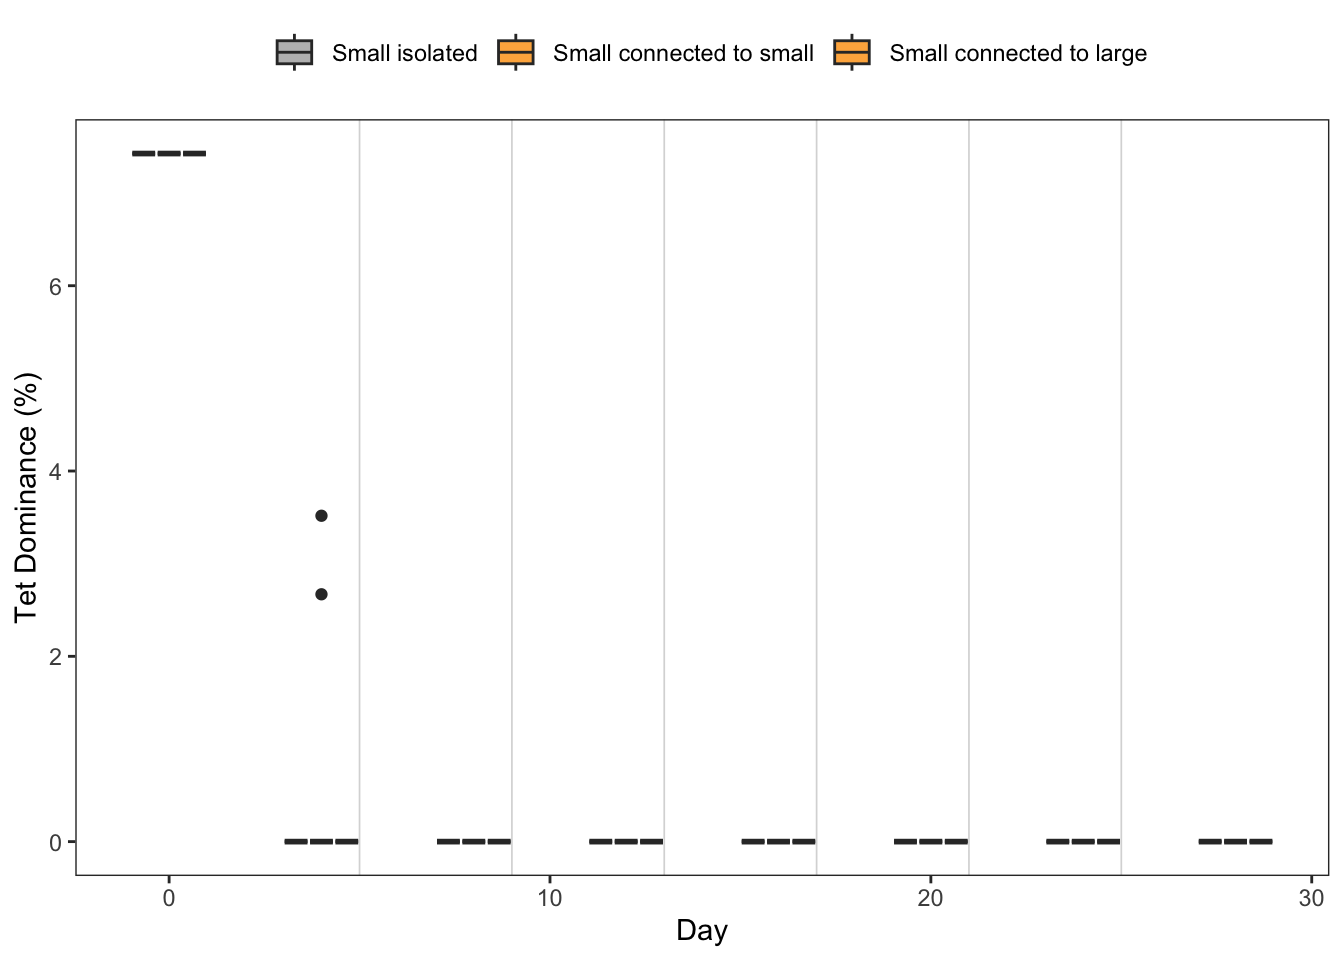 Small isolated Small connected to small Small connected to large
Tet Dominance (%)
6
4
2
0
0 10 20 30
Day